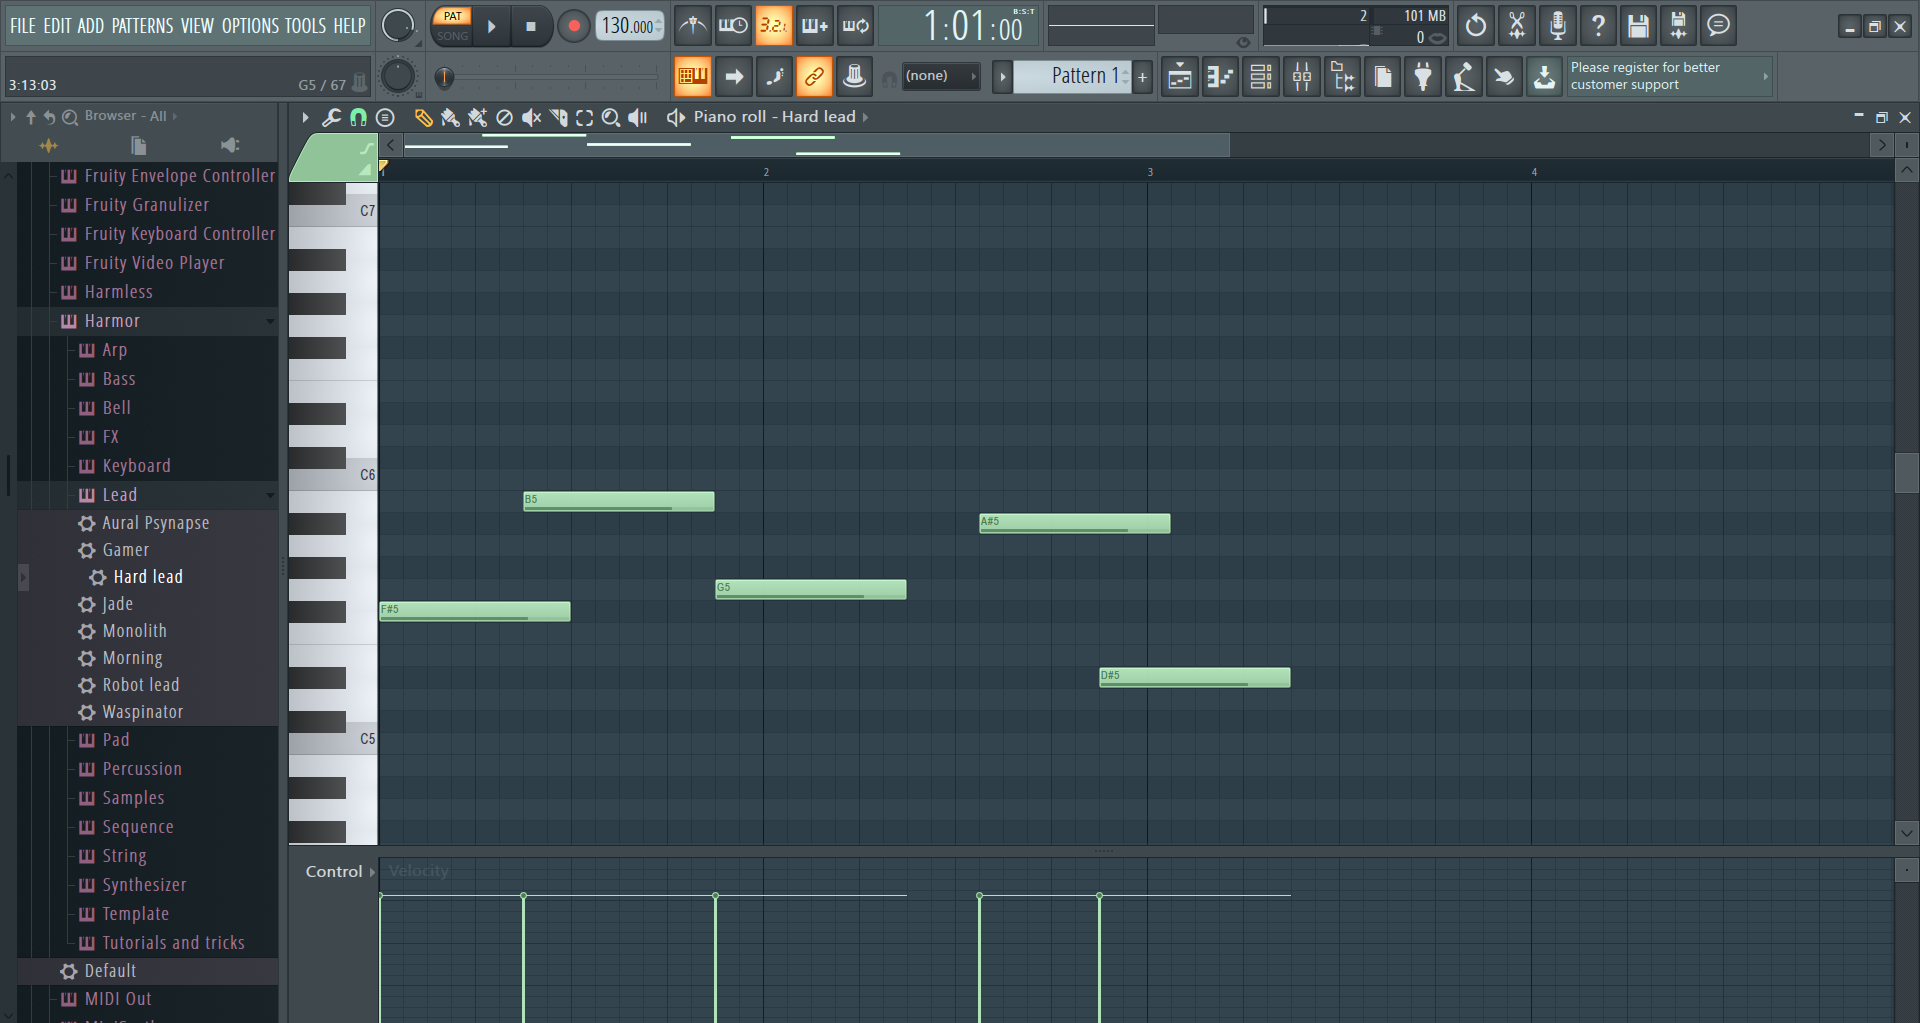 FILE EDIT ADD PATTERNS VIEW OPTIONS TOOLS HELP
PAT
SONG
130.000
3.2.
1:01:00
B:S:T
2
101 MB
0
3:13:03
G5 / 67
(none)
Pattern 1
Please register for better
customer support
Browser - All
Piano roll - Hard lead
1
2
3
4
Fruity Envelope Controller
Fruity Granulizer
Fruity Keyboard Controller
Fruity Video Player
Harmless
Harmor
Arp
Bass
Bell
FX
Keyboard
Lead
Aural Psynapse
Gamer
Hard lead
Jade
Monolith
Morning
Robot lead
Waspinator
Pad
Percussion
Samples
Sequence
String
Synthesizer
Template
Tutorials and tricks
Default
MIDI Out
C7
C6
B5
A#5
G5
F#5
D#5
C5
Control
Velocity